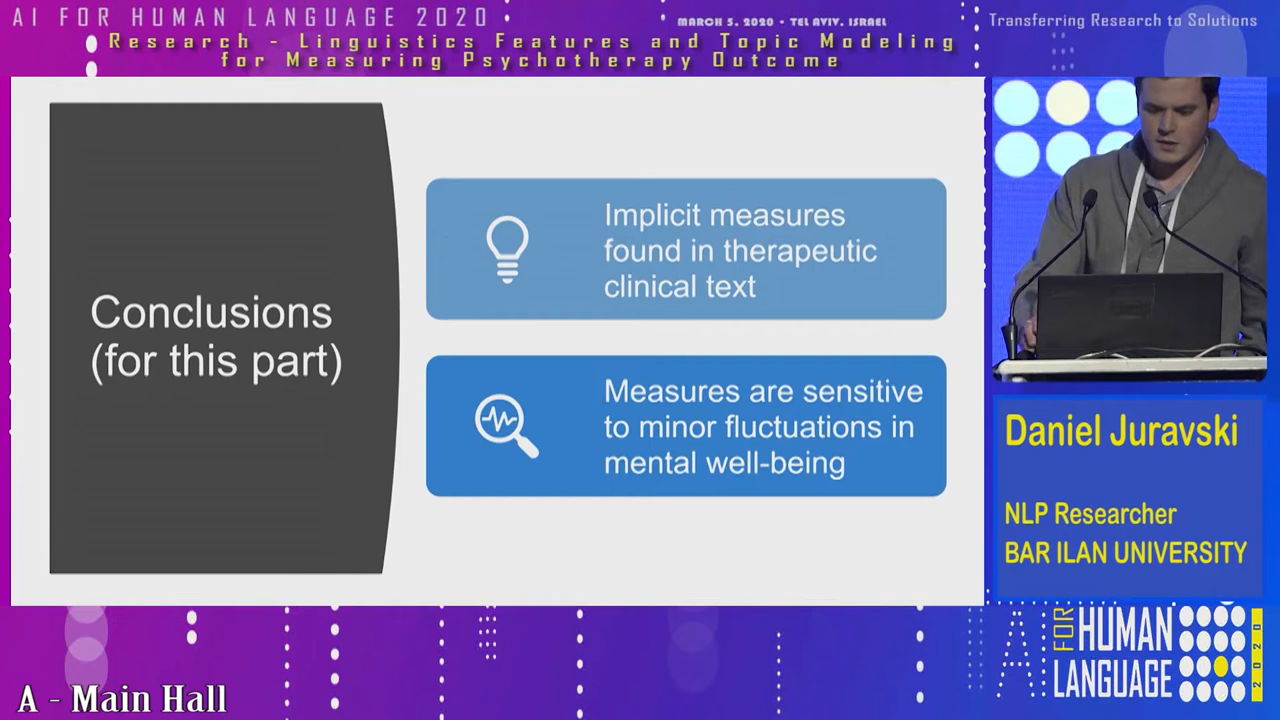 AI FOR HUMAN LANGUAGE 2020
MARCH 5, 2020 - TEL AVIV, ISRAEL
Transferring Research to Solutions
Research - Linguistics Features and Topic Modeling
for Measuring Psychotherapy Outcome
Conclusions
(for this part)
Implicit measures
found in therapeutic
clinical text
Measures are sensitive
to minor fluctuations in
mental well-being
Daniel Juravski
NLP Researcher
BAR ILAN UNIVERSITY
AI FOR HUMAN
LANGUAGE 2020
A - Main Hall